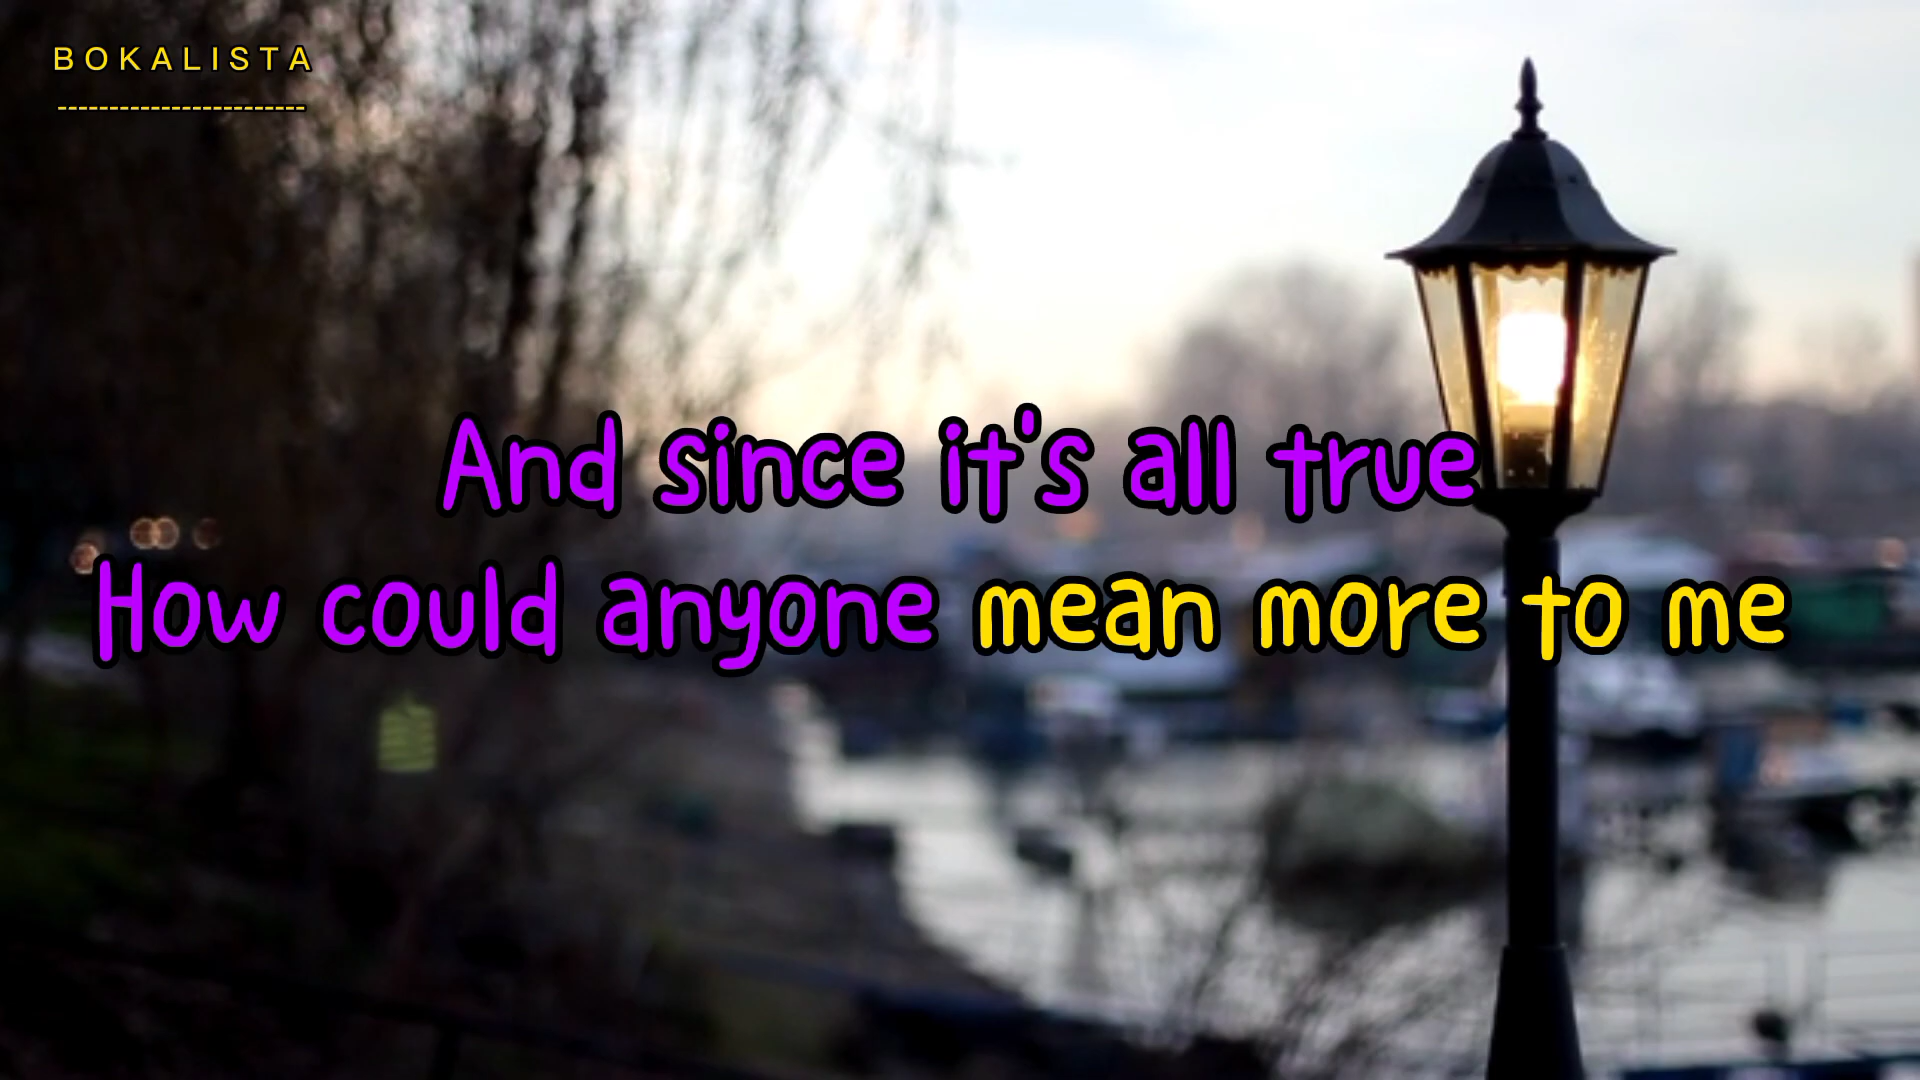 BOKALISTA
------------------------
And since it's all true
How could anyone mean more to me